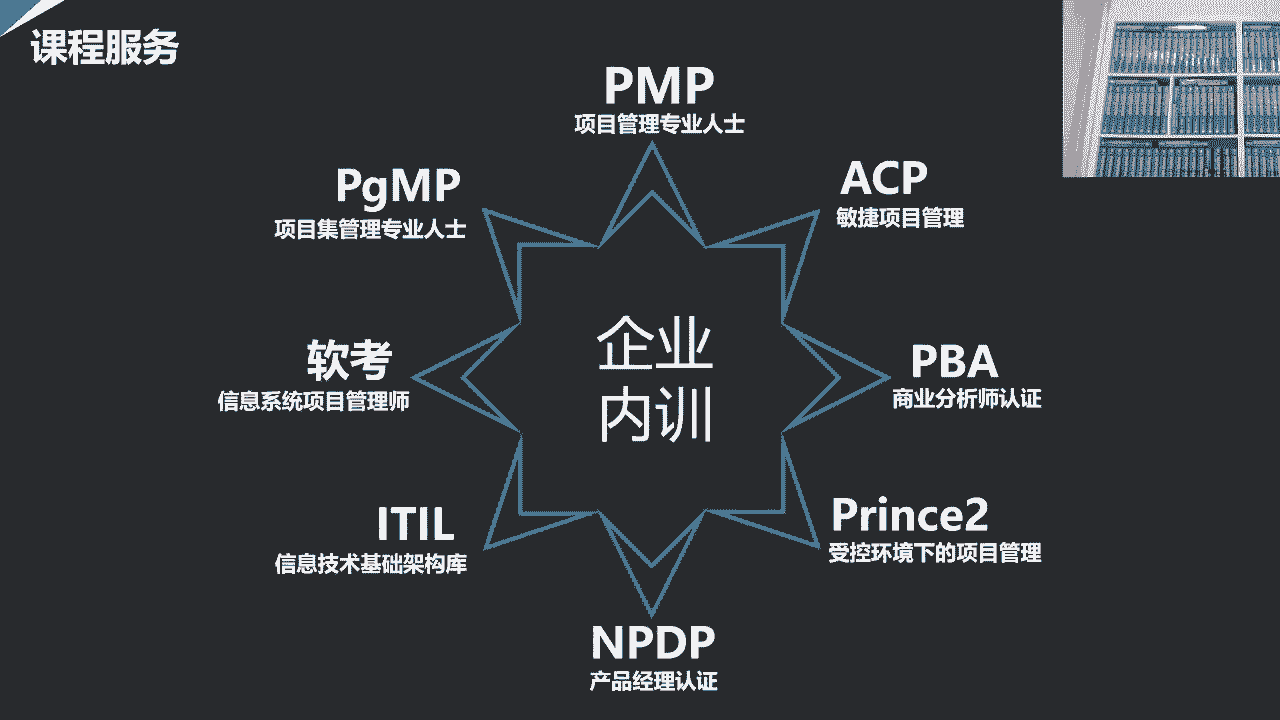 课程服务
PMP
项目管理专业人士
PgMP
项目集管理专业人士
ACP
敏捷项目管理
软考
信息系统项目管理师
企业
内训
PBA
商业分析师认证
ITIL
信息技术基础架构库
Prince2
受控环境下的项目管理
NPDP
产品经理认证